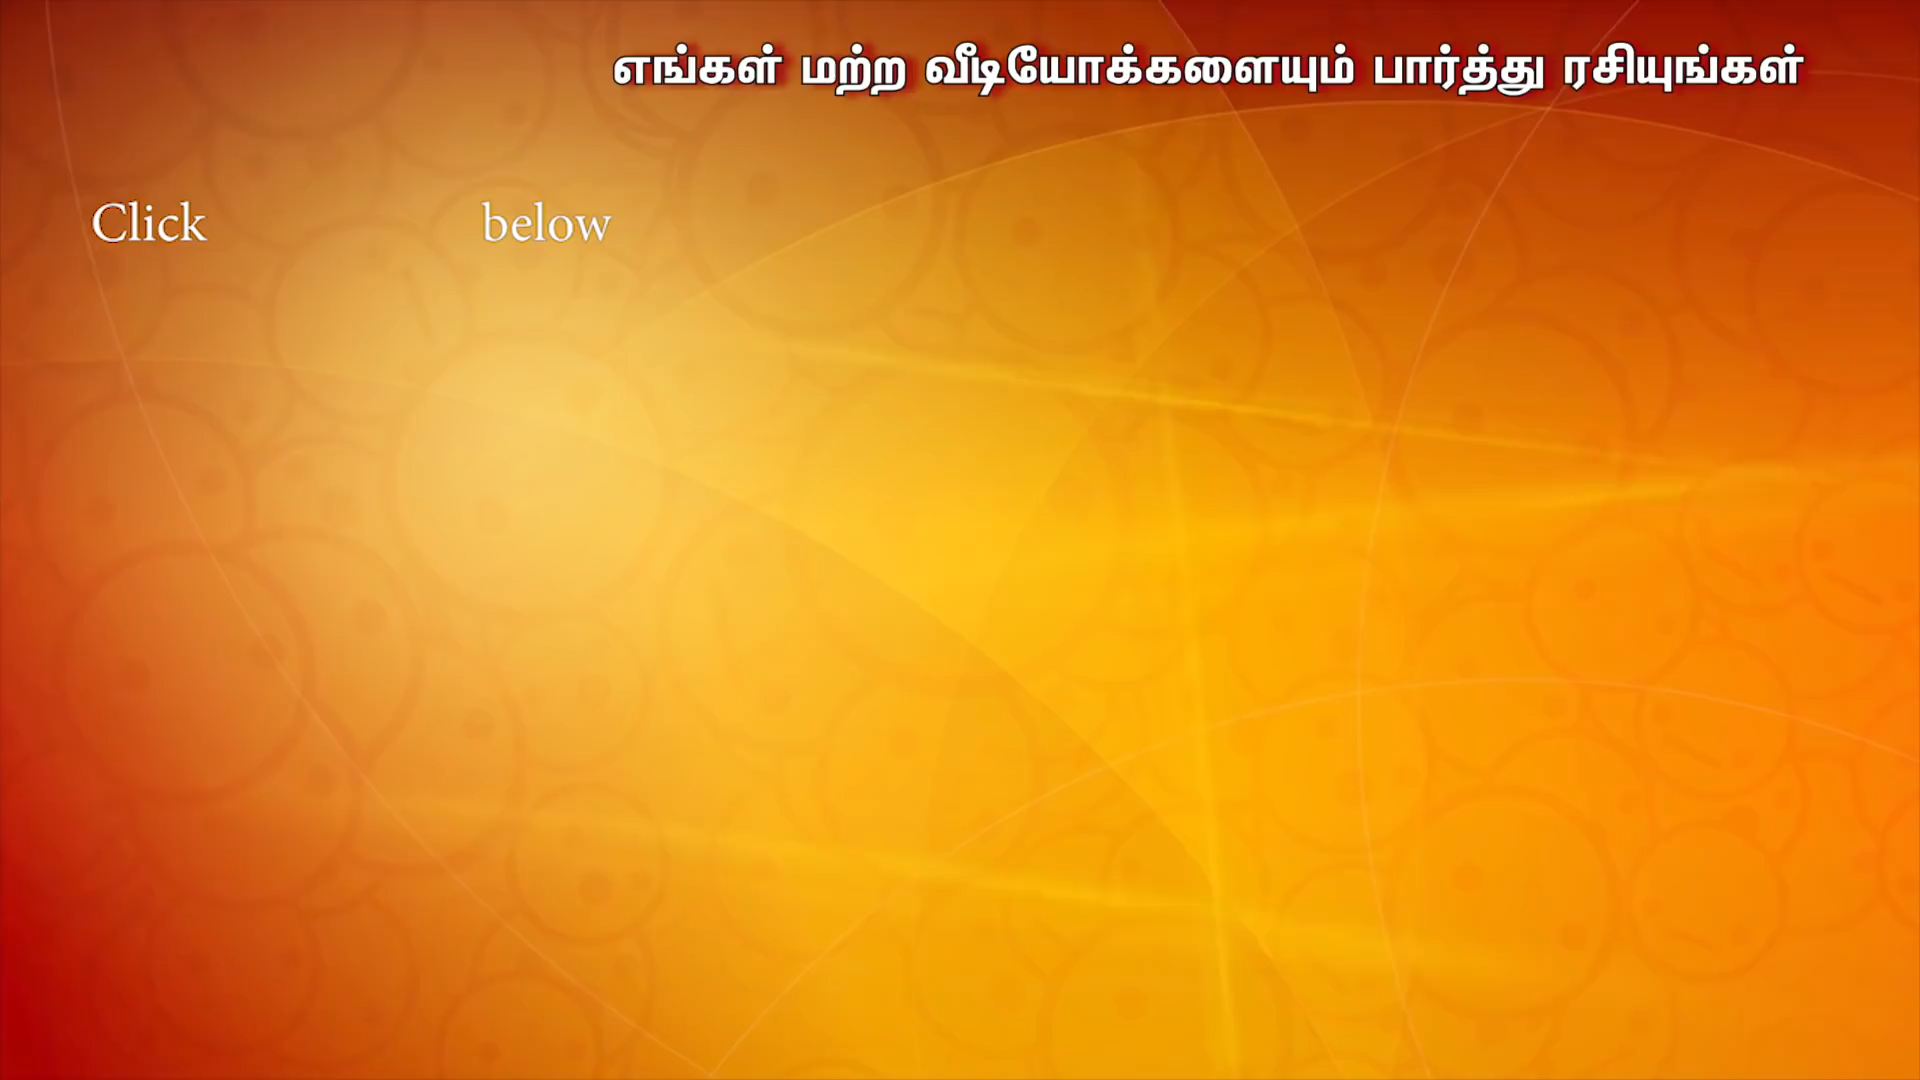 எங்கள் மற்ற வீடியோக்களையும் பார்த்து ரசியுங்கள்
Click below